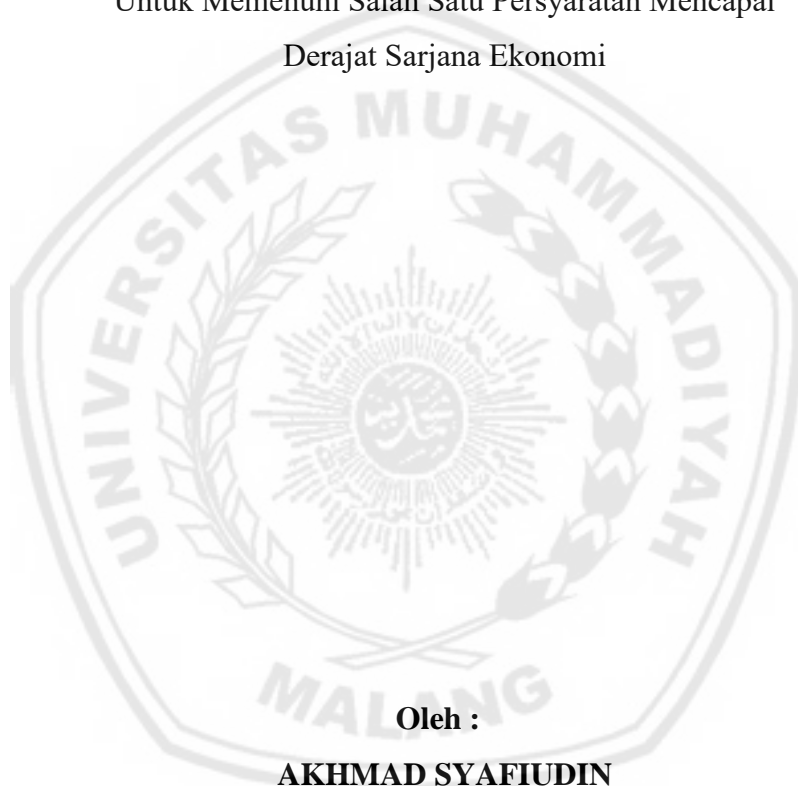 Untuk Memenuhi Salah Satu Persyaratan Mencapai
Derajat Sarjana Ekonomi
UNIVERSITAS MUHAMMADIYAH
MALANG
Oleh :
AKHMAD SYAFIUDIN